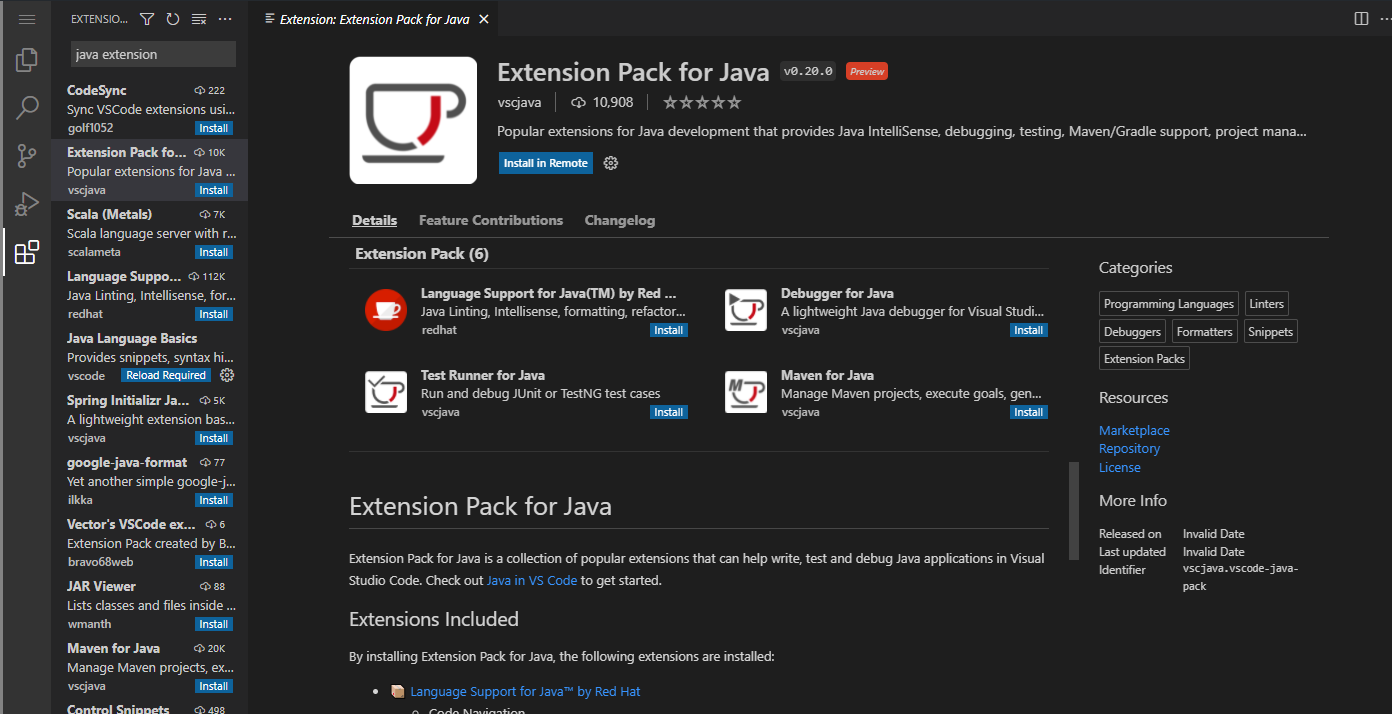 EXTENSIO...
java extension
CodeSync 222
Sync VSCode extensions usi...
golf1052 Install
Extension Pack fo... 10K
Popular extensions for Java ...
vscjava Install
Scala (Metals) 7K
Scala language server with r...
scalameta Install
Language Suppo... 112K
Java Linting, Intellisense, for...
redhat Install
Java Language Basics
Provides snippets, syntax hi...
vscode Reload Required
Spring Initializr Ja... 5K
A lightweight extension bas...
vscjava Install
google-java-format 77
Yet another simple google-j...
ilkka Install
Vector's VSCode ex... 6
Extension Pack created by B...
bravo68web Install
JAR Viewer 88
Lists classes and files inside ...
wmanth Install
Maven for Java 20K
Manage Maven projects, ex...
vscjava Install
Control Snippets 498
Extension: Extension Pack for Java
Extension Pack for Java v0.20.0 Preview
vscjava 10,908
Popular extensions for Java development that provides Java IntelliSense, debugging, testing, Maven/Gradle support, project mana...
Install in Remote
Details Feature Contributions Changelog
Extension Pack (6)
Language Support for Java(TM) by Red ...
Java Linting, Intellisense, formatting, refactor...
redhat Install
Debugger for Java
A lightweight Java debugger for Visual Studi...
vscjava Install
Test Runner for Java
Run and debug JUnit or TestNG test cases
vscjava Install
Maven for Java
Manage Maven projects, execute goals, gen...
vscjava Install
Extension Pack for Java
Extension Pack for Java is a collection of popular extensions that can help write, test and debug Java applications in Visual
Studio Code. Check out Java in VS Code to get started.
Extensions Included
By installing Extension Pack for Java, the following extensions are installed:
Language Support for Java™ by Red Hat
Code Navigation
Categories
Programming Languages Linters
Debuggers Formatters Snippets
Extension Packs
Resources
Marketplace
Repository
License
More Info
Released on Invalid Date
Last updated Invalid Date
Identifier vscjava.vscode-java-
pack